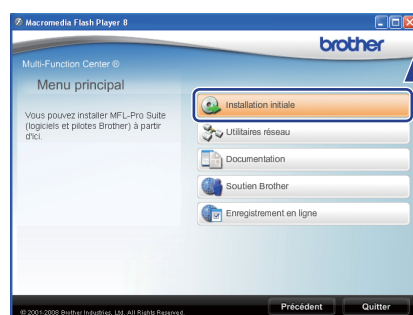 Macromedia Flash Player 8
brother
Multi-Function Center ®
Menu principal
Vous pouvez installer MFL-Pro Suite
(logiciels et pilotes Brother) à partir
d'ici.
Installation initiale
Utilitaires réseau
Documentation
Soutien Brother
Enregistrement en ligne
Précédent
Quitter
© 2001-2008 Brother Industries, Ltd. All Rights Reserved.